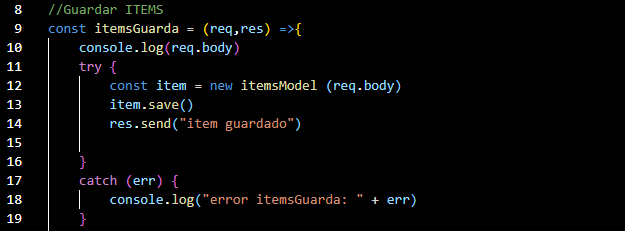 8 //Guardar ITEMS
9 const itemsGuarda = (req,res) =>{
10 console.log(req.body)
11 try {
12 const item = new itemsModel (req.body)
13 item.save()
14 res.send("item guardado")
15
16 }
17 catch (err) {
18 console.log("error itemsGuarda: " + err)
19 }